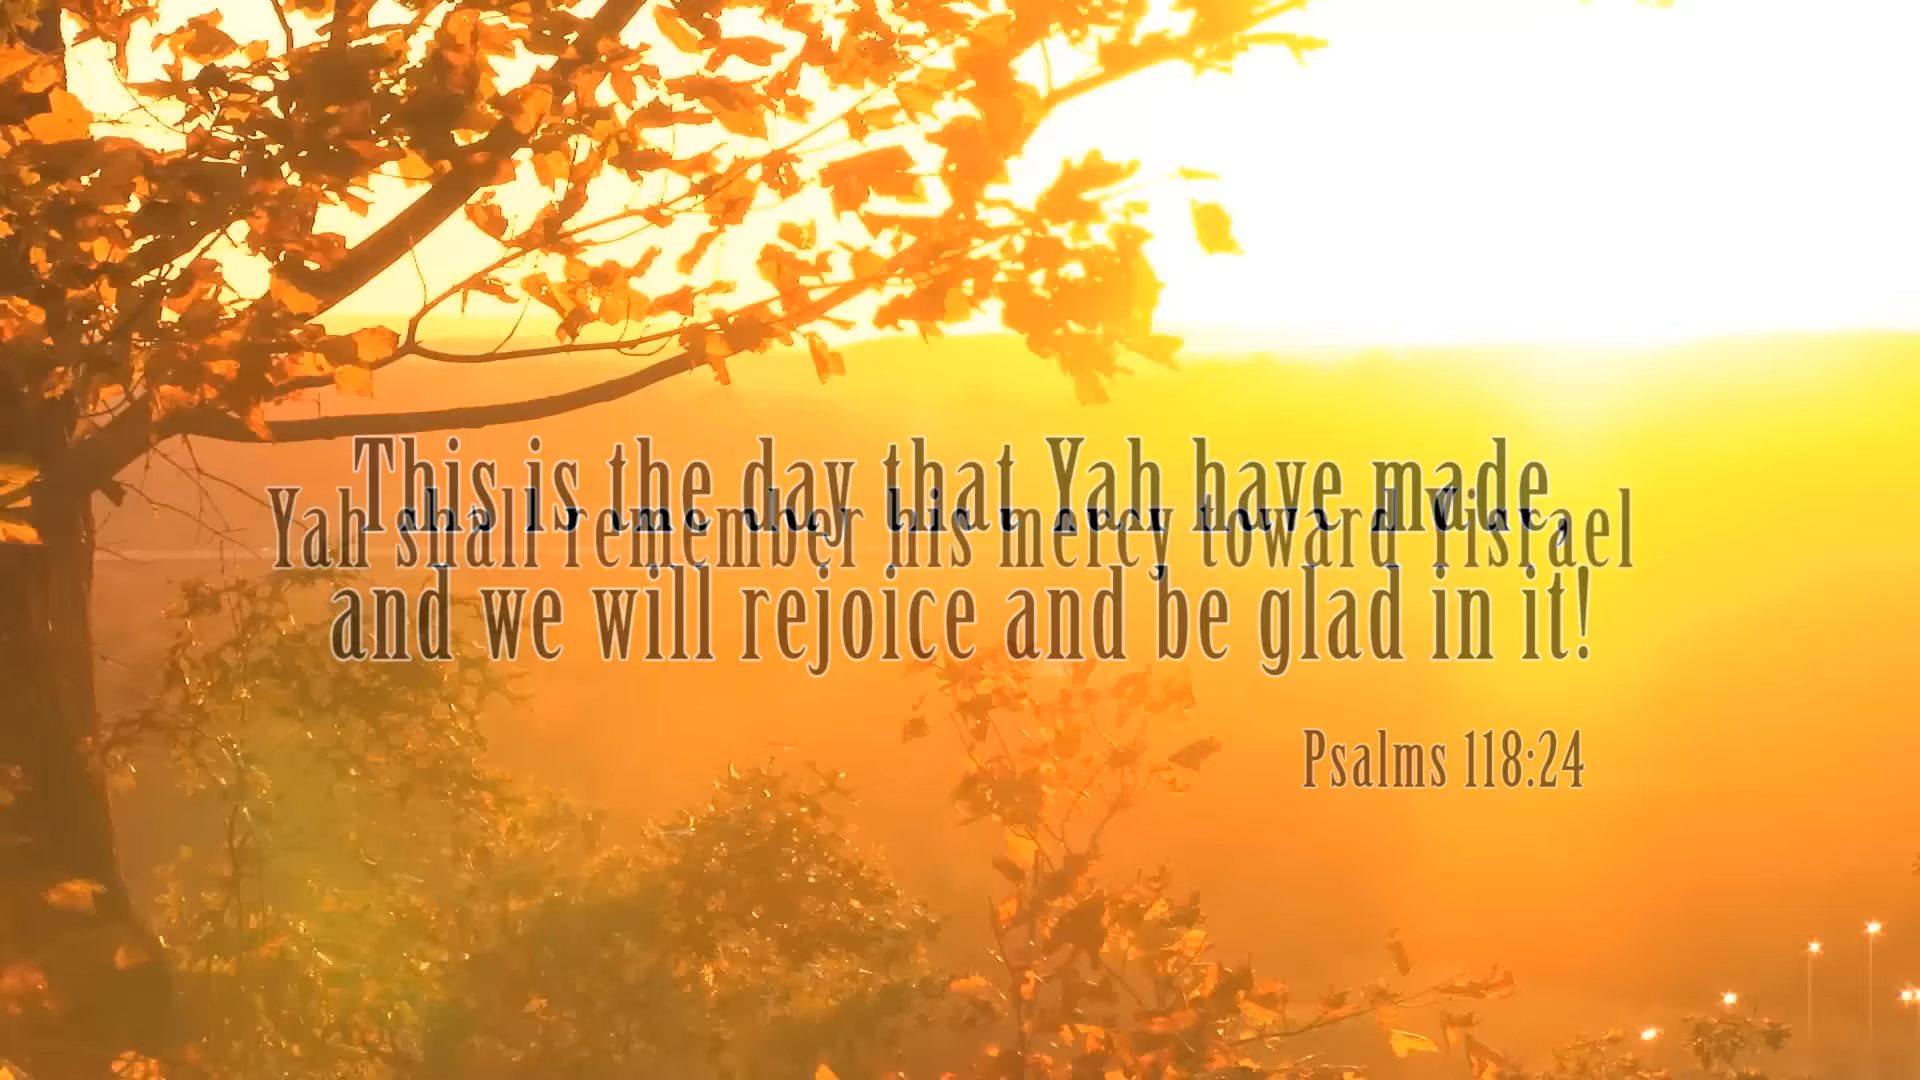 This is the day that Yah have made,
Yah shall remember his mercy toward Yisrael
and we will rejoice and be glad in it!
Psalms 118:24